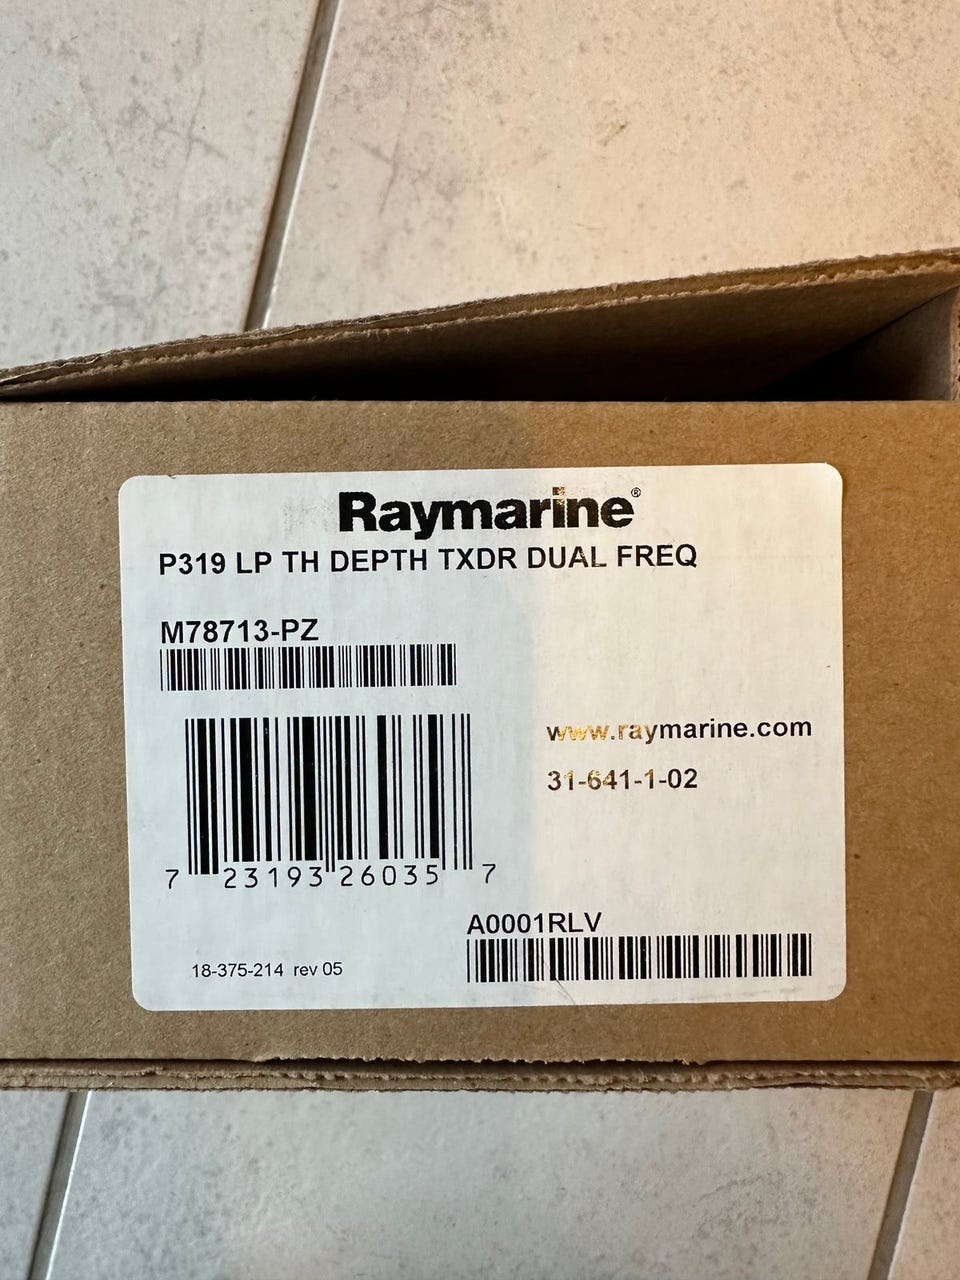 Raymarine®
P319 LP TH DEPTH TXDR DUAL FREQ
M78713-PZ
www.raymarine.com
31-641-1-02
7 23193 26035 7
A0001RLV
18-375-214 rev 05